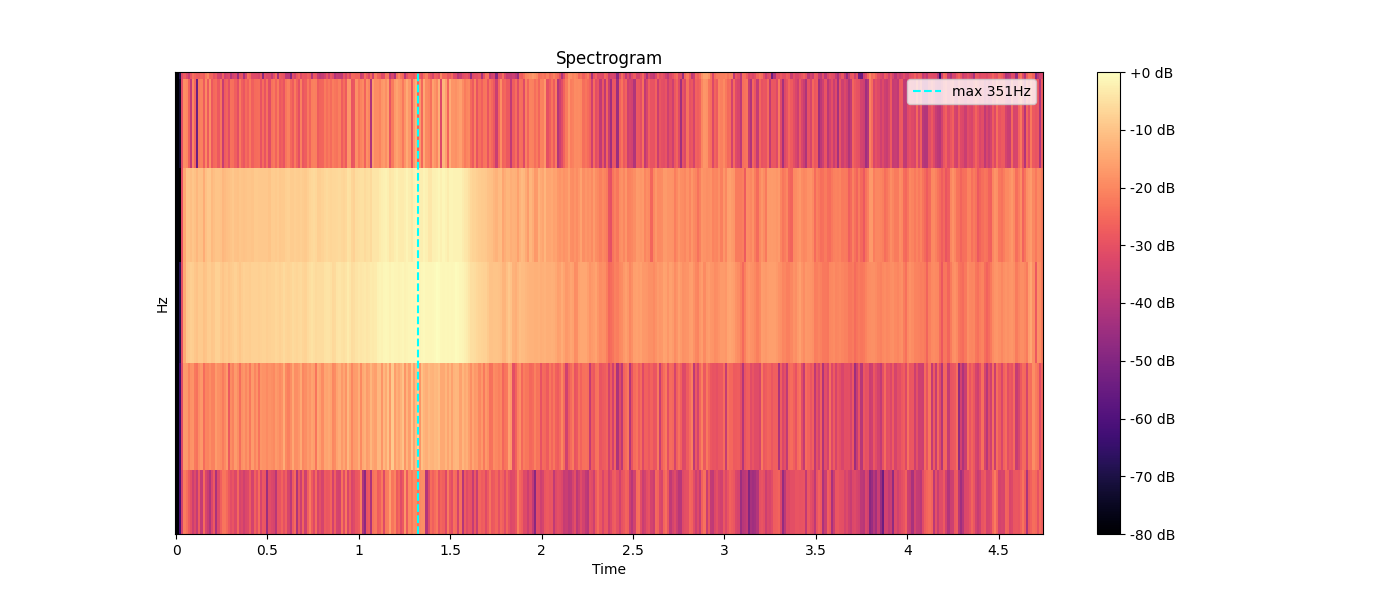 Spectrogram
max 351Hz
+0 dB
-10 dB
-20 dB
-30 dB
-40 dB
-50 dB
-60 dB
-70 dB
-80 dB
Hz
0 0.5 1 1.5 2 2.5 3 3.5 4 4.5
Time